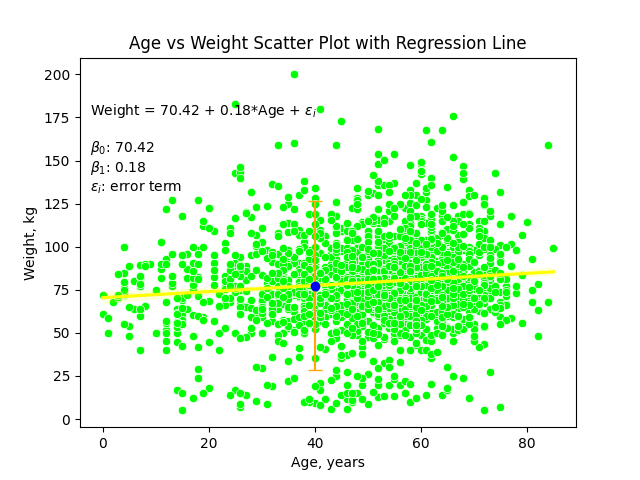 Age vs Weight Scatter Plot with Regression Line
200
175
150
125
100
75
50
25
0
Weight, kg
Weight = 70.42 + 0.18*Age + εᵢ
β₀: 70.42
β₁: 0.18
εᵢ: error term
0 20 40 60 80
Age, years